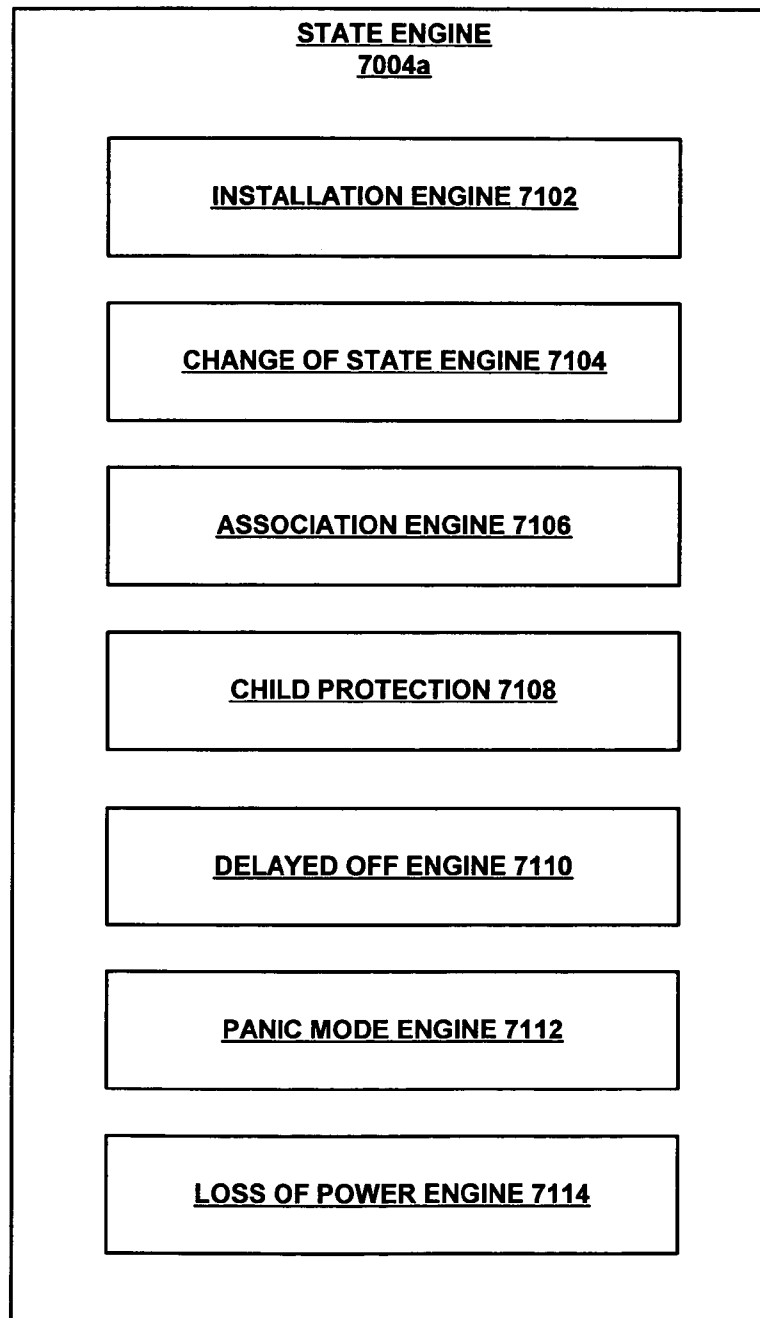 STATE ENGINE
7004a
INSTALLATION ENGINE 7102
CHANGE OF STATE ENGINE 7104
ASSOCIATION ENGINE 7106
CHILD PROTECTION 7108
DELAYED OFF ENGINE 7110
PANIC MODE ENGINE 7112
LOSS OF POWER ENGINE 7114